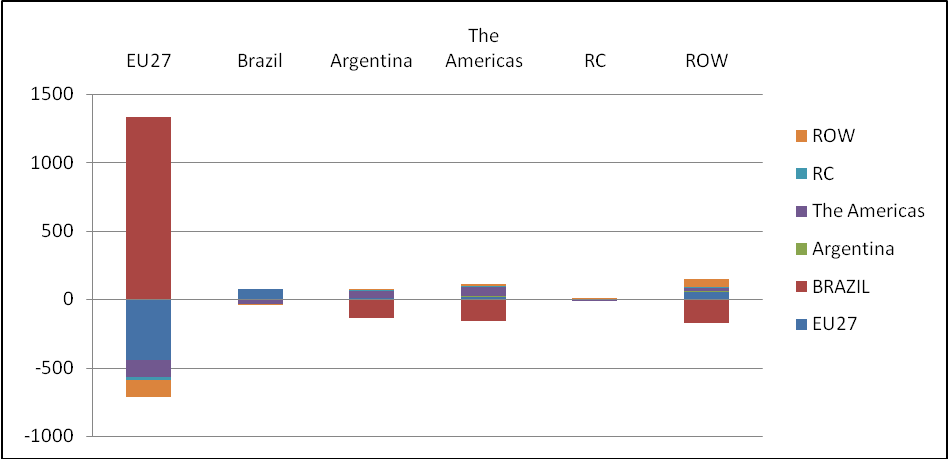 The
EU27 Brazil Argentina Americas RC ROW
1500
1000
500
0
-500
-1000
ROW
RC
The Americas
Argentina
BRAZIL
EU27